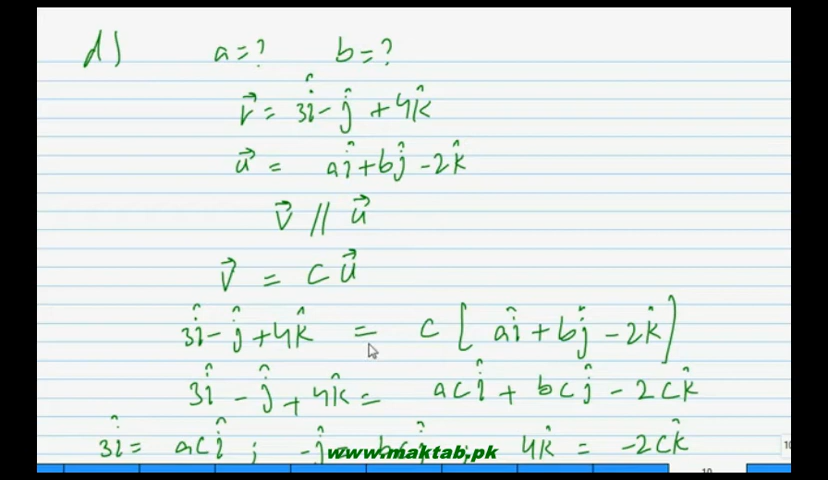 d) a=? b=?
v⃗ = 3î - ĵ + 4k̂
u⃗ = aî + bĵ - 2k̂
v⃗ // u⃗
v⃗ = c u⃗
3î - ĵ + 4k̂ = c [ aî + bĵ - 2k̂ ]
3î - ĵ + 4k̂ = acî + bcĵ - 2ck̂
3î = acî ; -ĵ = bcĵ ; 4k̂ = -2ck̂
www.maktab.pk